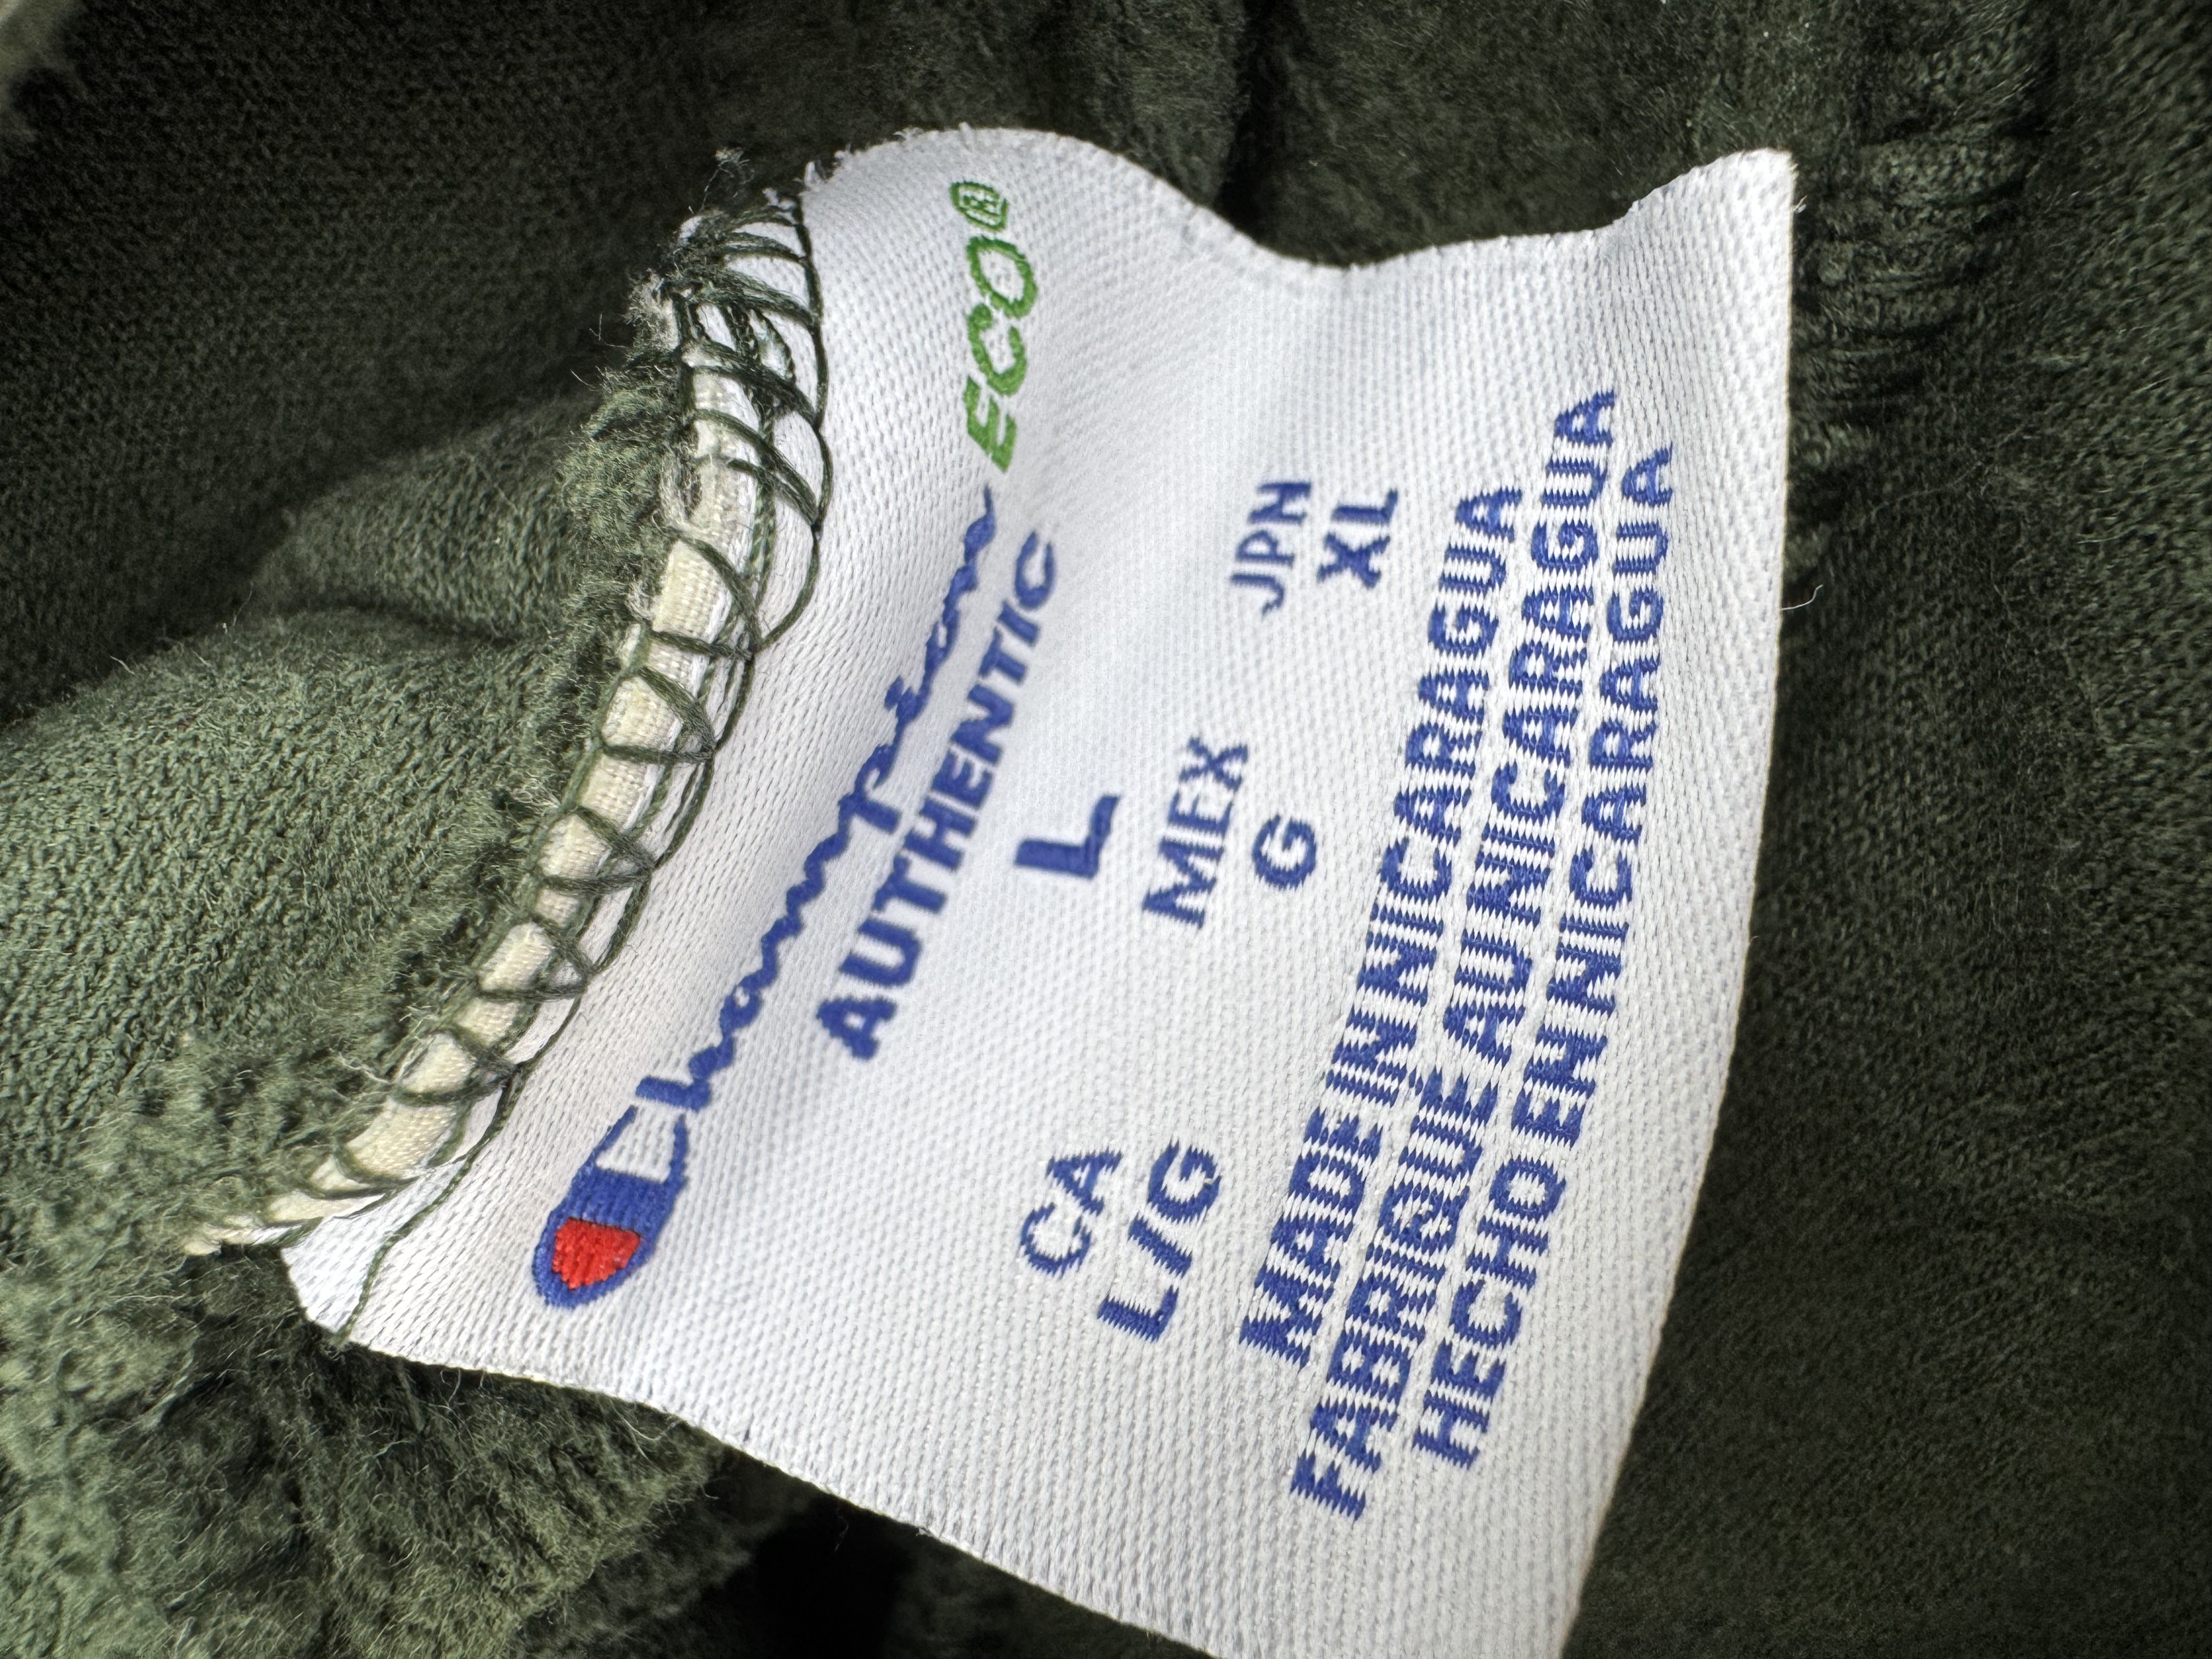 Champion ECO®
AUTHENTIC
L
CA MEX JPN
L/G G XL
MADE IN NICARAGUA
FABRIQUÉ AU NICARAGUA
HECHO EN NICARAGUA